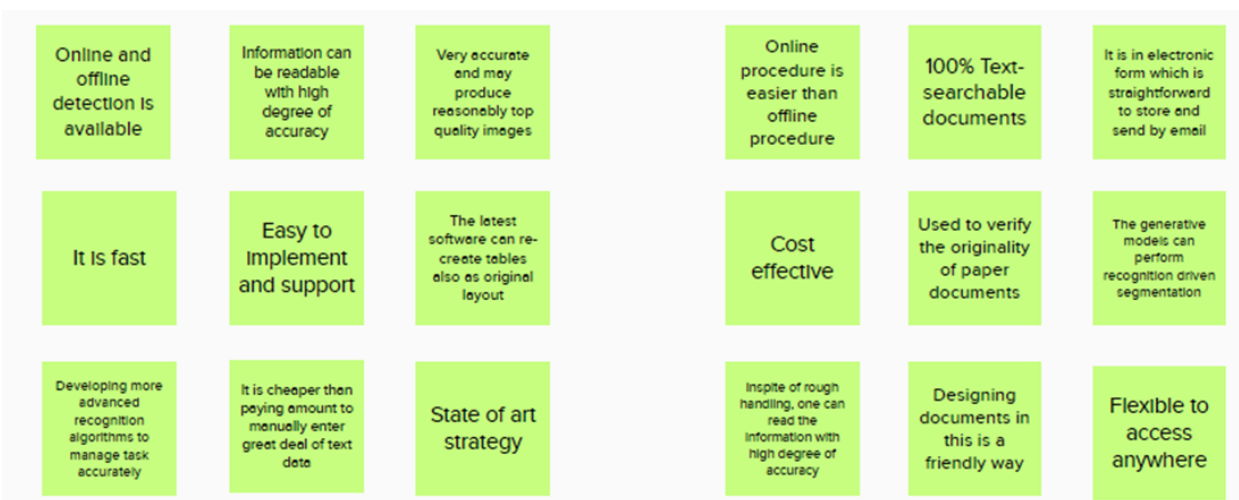 Online and
offline
detection is
available
Information can
be readable
with high
degree of
accuracy
Very accurate
and may
produce
reasonably top
quality images
Online
procedure is
easier than
offline
procedure
100% Text-
searchable
documents
It is in electronic
form which is
straightforward
to store and
send by email
It is fast
Easy to
implement
and support
The latest
software can re-
create tables
also as original
layout
Cost
effective
Used to verify
the originality
of paper
documents
The generative
models can
perform
recognition driven
segmentation
Developing more
advanced
recognition
algorithms to
manage task
accurately
It is cheaper than
paying amount to
manually enter
great deal of text
data
State of art
strategy
Inspite of rough
handling, one can
read the
information with
high degree of
accuracy
Designing
documents in
this is a
friendly way
Flexible to
access
anywhere